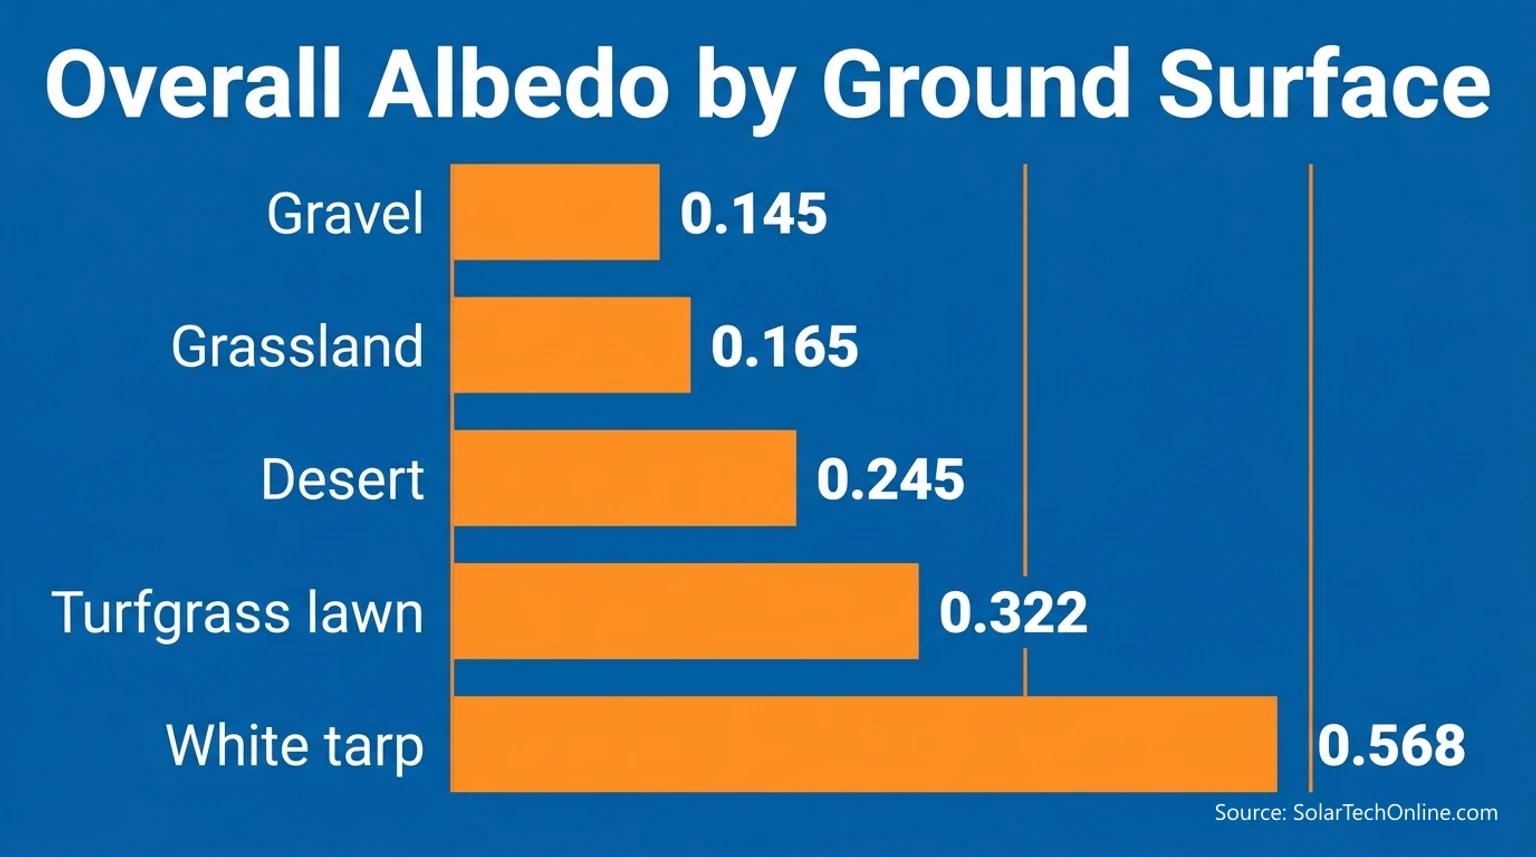 Overall Albedo by Ground Surface
Gravel 0.145
Grassland 0.165
Desert 0.245
Turfgrass lawn 0.322
White tarp 0.568
Source: SolarTechOnline.com